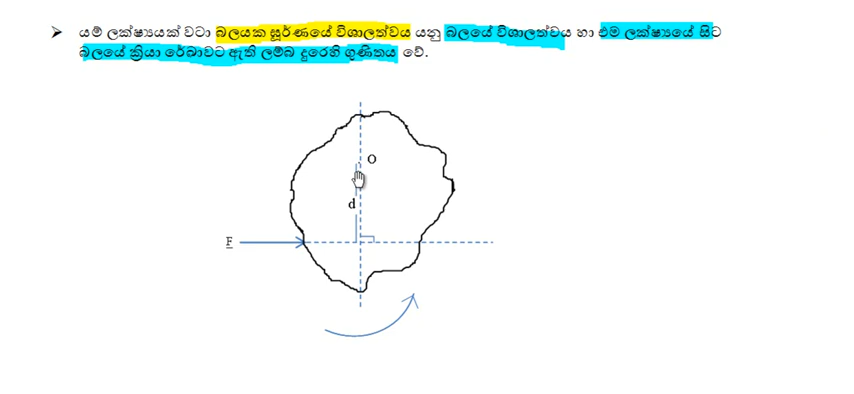 ➤ යම් ලක්ෂ්‍යයක් වටා බලයක ඝූර්ණයේ විශාලත්වය යනු බලයේ විශාලත්වය හා එම ලක්ෂ්‍යයේ සිට
බලයේ ක්‍රියා රේඛාවට ඇති ලම්බ දුරෙහි ගුණිතය වේ.
O
d
F